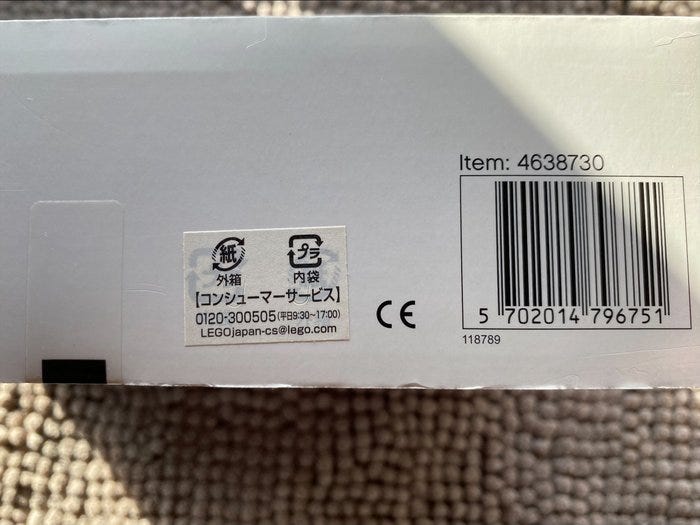 Item: 4638730
5 702014 796751
118789
紙 プラ
外箱 内袋
【コンシューマーサービス】
0120-300505(平日9:30~17:00)
LEGOjapan-cs@lego.com
CE